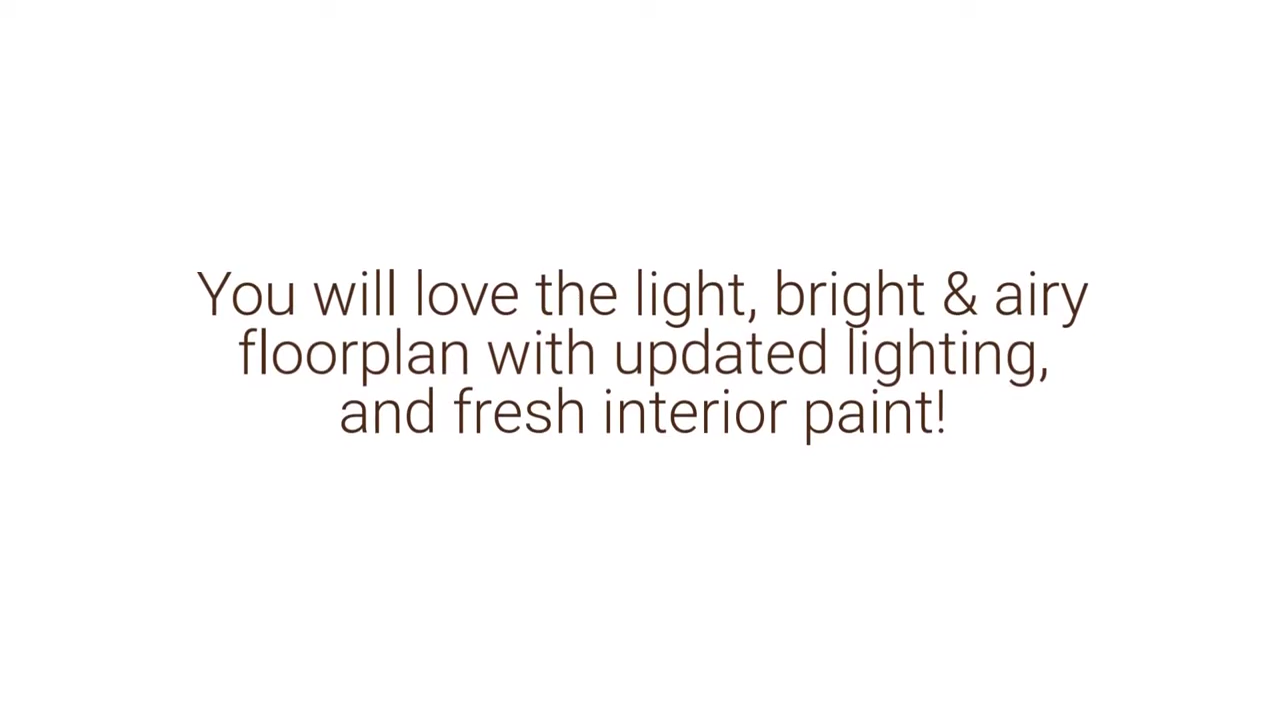 You will love the light, bright & airy
floorplan with updated lighting,
and fresh interior paint!